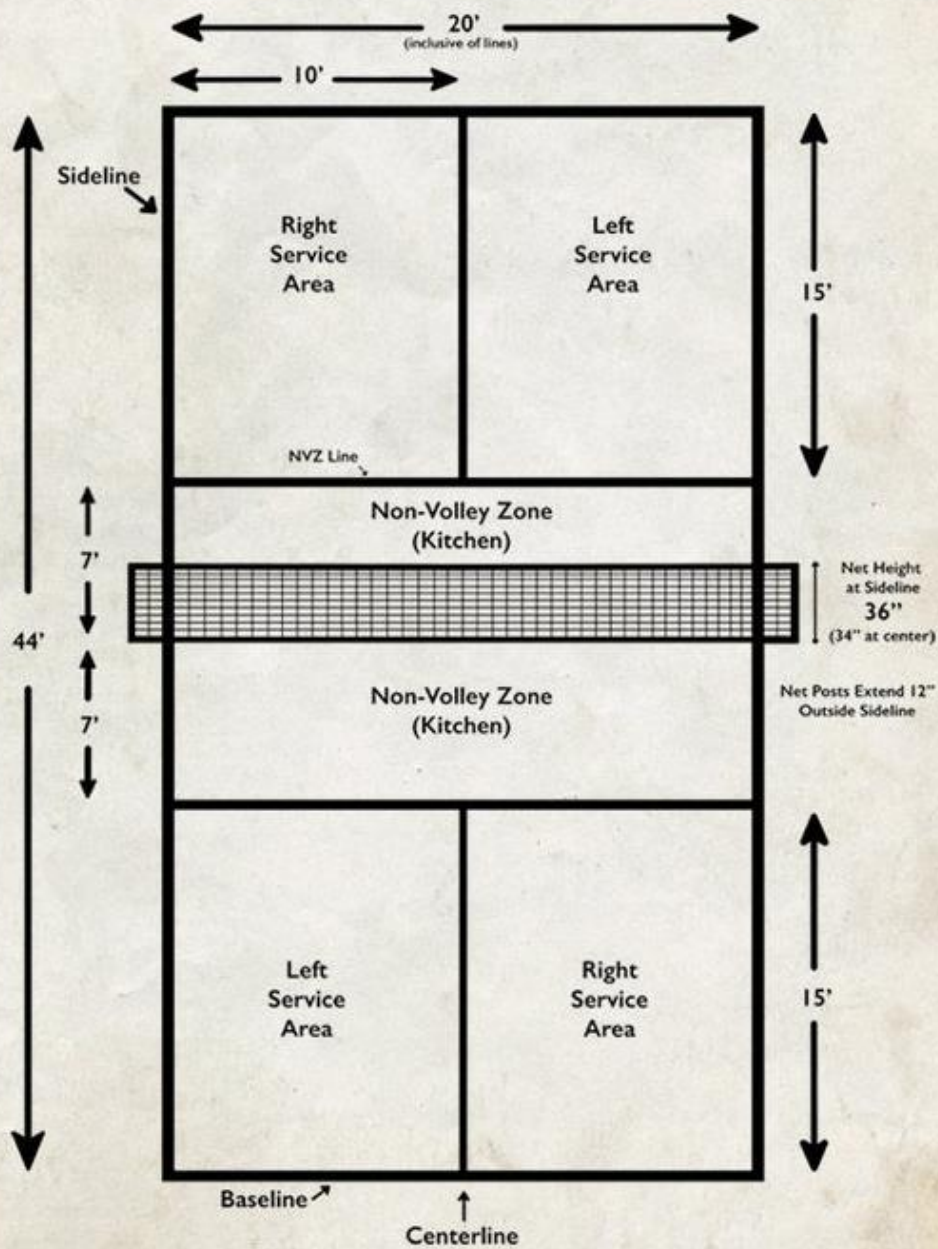 20’
(inclusive of lines)
10’
Sideline
Right
Service
Area
Left
Service
Area
15’
NVZ Line
Non-Volley Zone
(Kitchen)
7’
Net Height
at Sideline
36”
(34” at center)
44’
Non-Volley Zone
(Kitchen)
7’
Net Posts Extend 12”
Outside Sideline
Left
Service
Area
Right
Service
Area
15’
Baseline
Centerline